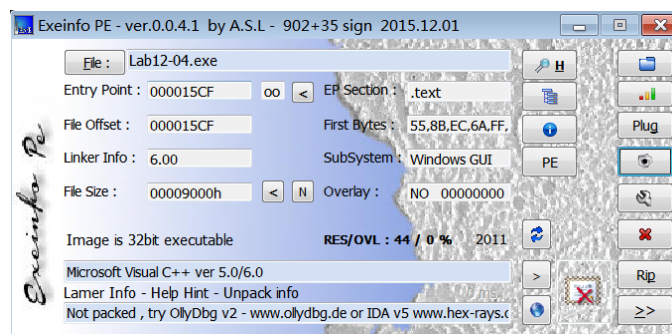 Exeinfo PE - ver.0.0.4.1 by A.S.L - 902+35 sign 2015.12.01
File : Lab12-04.exe H
Entry Point : 000015CF oo < EP Section : .text
File Offset : 000015CF First Bytes : 55,8B,EC,6A,FF, Plug
Linker Info : 6.00 SubSystem : Windows GUI PE
File Size : 00009000h < N Overlay : NO 00000000
Image is 32bit executable RES/OVL : 44 / 0 % 2011
Microsoft Visual C++ ver 5.0/6.0 > Rip
Lamer Info - Help Hint - Unpack info
Not packed , try OllyDbg v2 - www.ollydbg.de or IDA v5 www.hex-rays.c >>
Exeinfo Pe